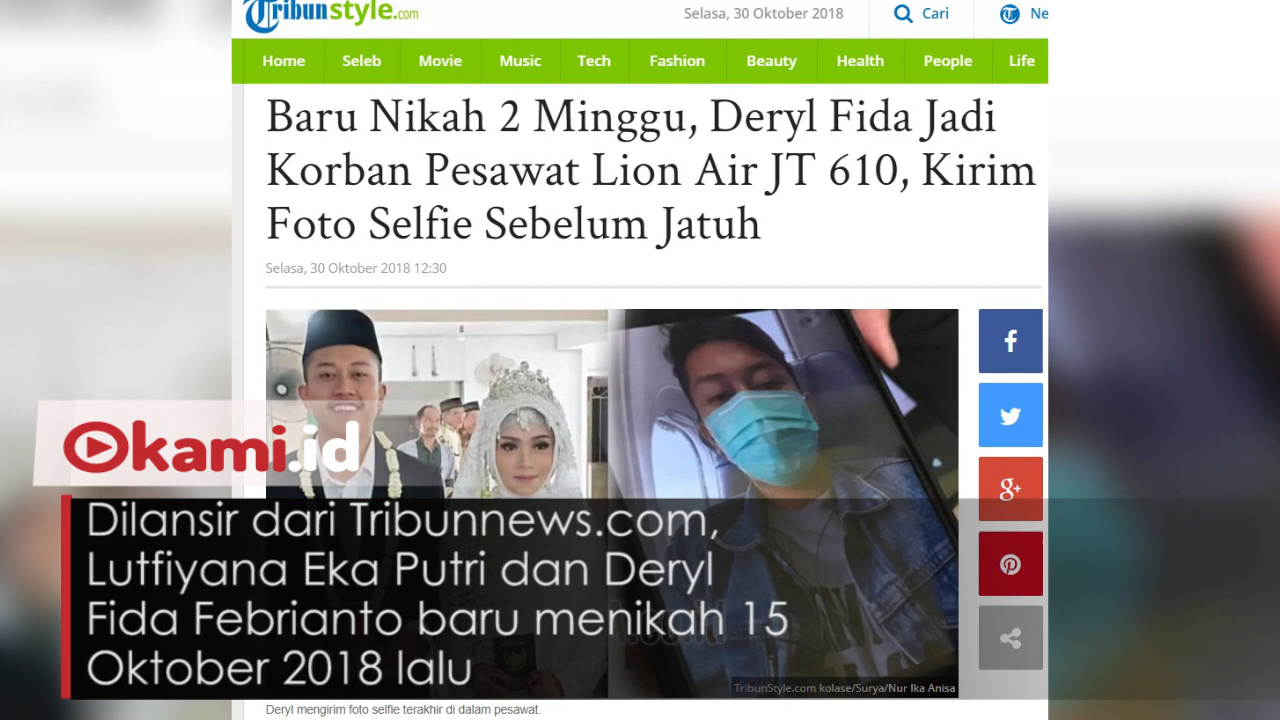 Tribunstyle.com
Selasa, 30 Oktober 2018
Cari
Ne
Home Seleb Movie Music Tech Fashion Beauty Health People Life
Baru Nikah 2 Minggu, Deryl Fida Jadi
Korban Pesawat Lion Air JT 610, Kirim
Foto Selfie Sebelum Jatuh
Selasa, 30 Oktober 2018 12:30
Okami.id
Dilansir dari Tribunnews.com,
Lutfiyana Eka Putri dan Deryl
Fida Febrianto baru menikah 15
Oktober 2018 lalu
TribunStyle.com kolase/Surya/Nur Ika Anisa
Deryl mengirim foto selfie terakhir di dalam pesawat.